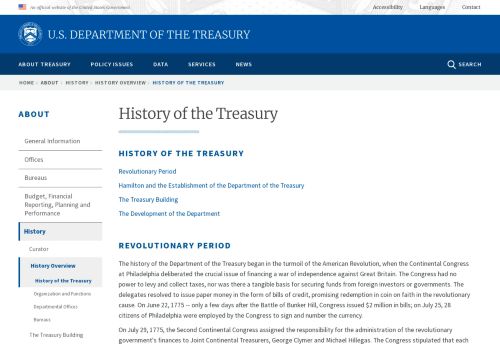 An official website of the United States Government
Accessibility Languages Contact
U.S. DEPARTMENT OF THE TREASURY
ABOUT TREASURY POLICY ISSUES DATA SERVICES NEWS SEARCH
HOME › ABOUT › HISTORY › HISTORY OVERVIEW › HISTORY OF THE TREASURY
ABOUT
General Information
Offices
Bureaus
Budget, Financial
Reporting, Planning and
Performance
History
Curator
History Overview
History of the Treasury
Organization and Functions
Departmental Offices
Bureaus
The Treasury Building
History of the Treasury
HISTORY OF THE TREASURY
Revolutionary Period
Hamilton and the Establishment of the Department of the Treasury
The Treasury Building
The Development of the Department
REVOLUTIONARY PERIOD
The history of the Department of the Treasury began in the turmoil of the American Revolution, when the Continental Congress
at Philadelphia deliberated the crucial issue of financing a war of independence against Great Britain. The Congress had no
power to levy and collect taxes, nor was there a tangible basis for securing funds from foreign investors or governments. The
delegates resolved to issue paper money in the form of bills of credit, promising redemption in coin on faith in the revolutionary
cause. On June 22, 1775 -- only a few days after the Battle of Bunker Hill, Congress issued $2 million in bills; on July 25, 28
citizens of Philadelphia were employed by the Congress to sign and number the currency.
On July 29, 1775, the Second Continental Congress assigned the responsibility for the administration of the revolutionary
government's finances to Joint Continental Treasurers, George Clymer and Michael Hillegas. The Congress stipulated that each